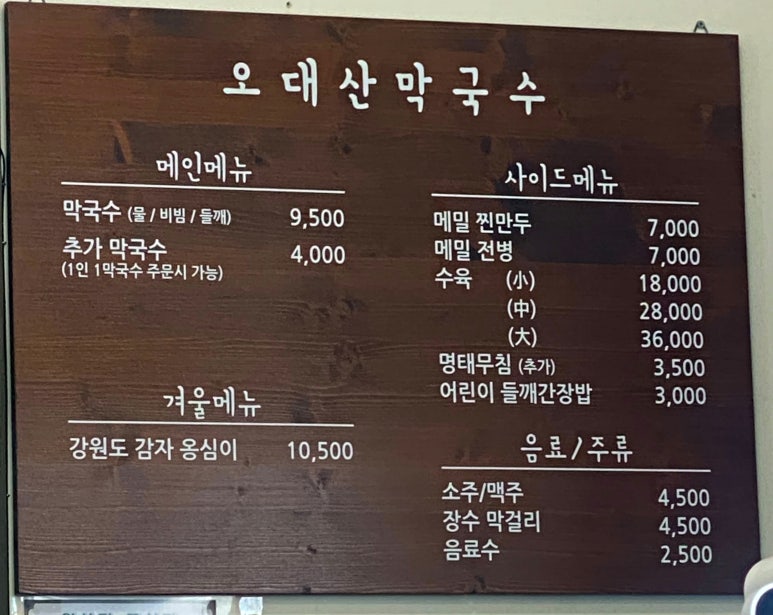 오대산막국수
메인메뉴
막국수 (물 / 비빔 / 들깨) 9,500
추가 막국수 4,000
(1인 1막국수 주문시 가능)
겨울메뉴
강원도 감자 옹심이 10,500
사이드메뉴
메밀 찐만두 7,000
메밀 전병 7,000
수육 (小) 18,000
(中) 28,000
(大) 36,000
명태무침 (추가) 3,500
어린이 들깨간장밥 3,000
음료/주류
소주/맥주 4,500
장수 막걸리 4,500
음료수 2,500